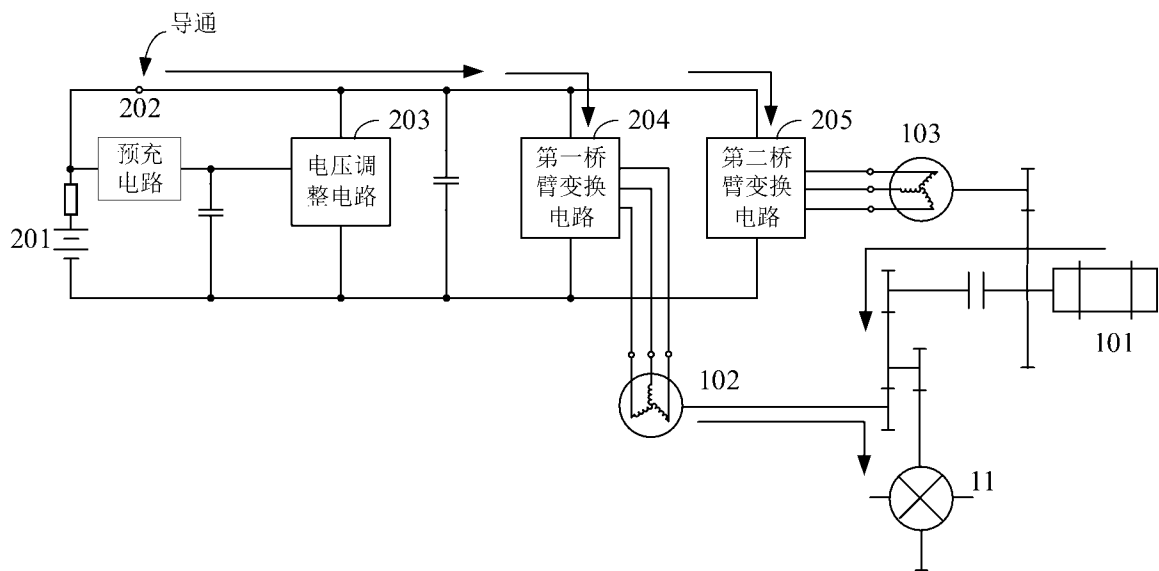 导通
202
203
204
205
103
预充
电路
电压调
整电路
第一桥
臂变换
电路
第二桥
臂变换
电路
201
101
102
11